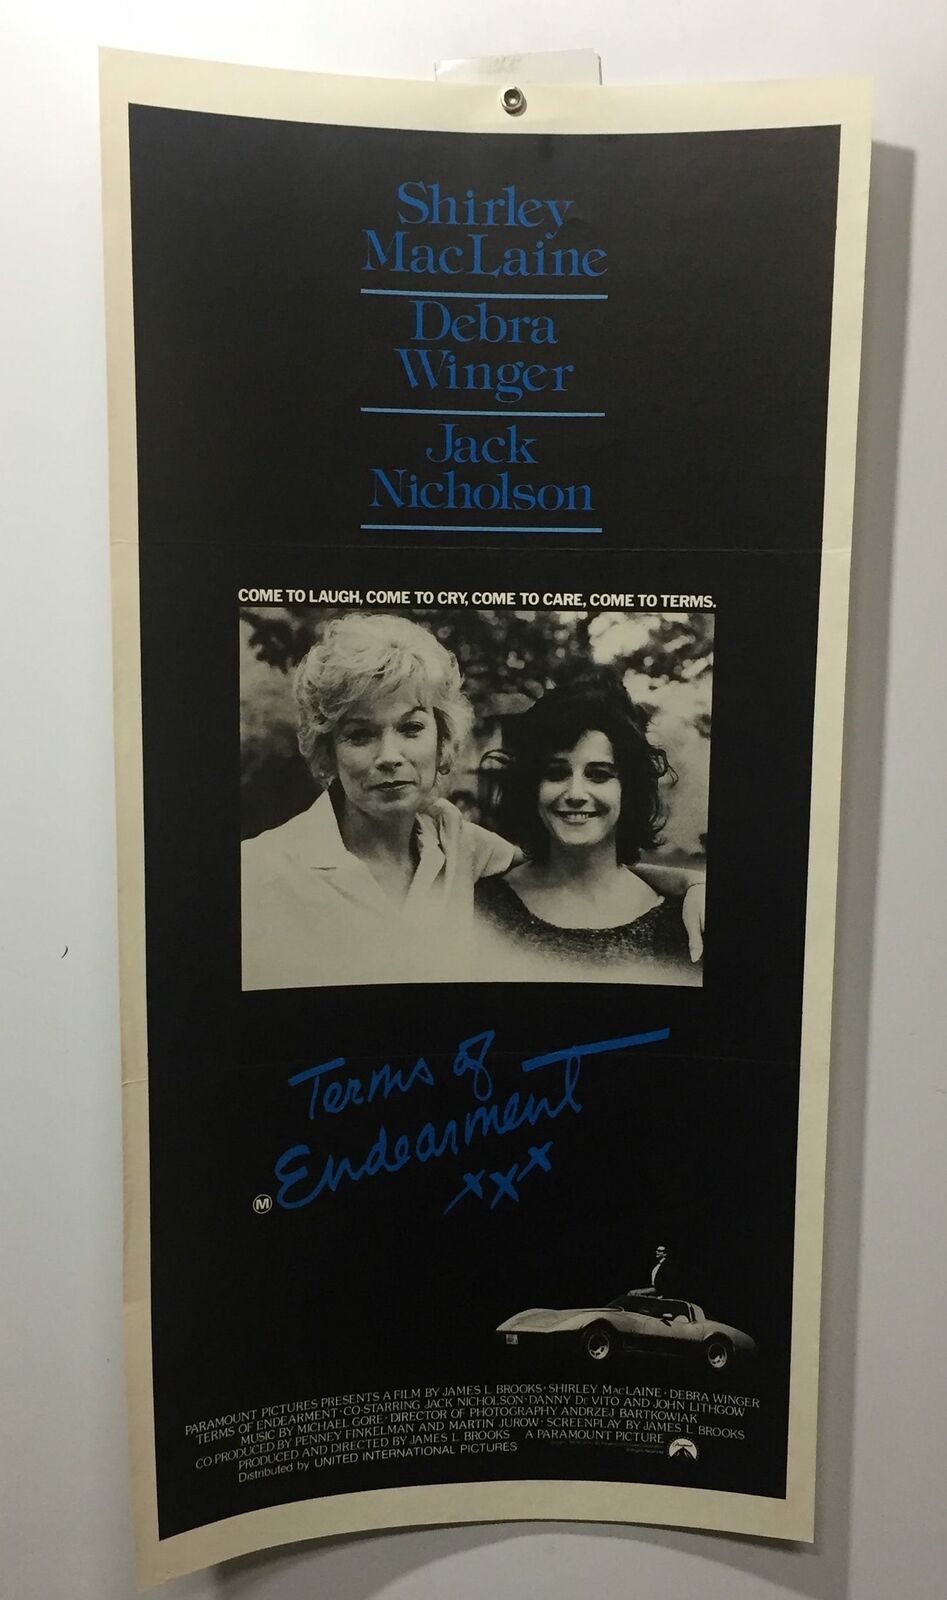 Shirley
MacLaine
Debra
Winger
Jack
Nicholson
COME TO LAUGH, COME TO CRY, COME TO CARE, COME TO TERMS.
Terms of
Endearment
xxx
M
PARAMOUNT PICTURES PRESENTS A FILM BY JAMES L. BROOKS · SHIRLEY MACLAINE · DEBRA WINGER
TERMS OF ENDEARMENT · CO-STARRING JACK NICHOLSON · DANNY DE VITO AND JOHN LITHGOW
MUSIC BY MICHAEL GORE · DIRECTOR OF PHOTOGRAPHY ANDRZEJ BARTKOWIAK
CO-PRODUCED BY PENNEY FINKELMAN AND MARTIN JUROW · SCREENPLAY BY JAMES L. BROOKS
PRODUCED AND DIRECTED BY JAMES L. BROOKS A PARAMOUNT PICTURE
Distributed by UNITED INTERNATIONAL PICTURES
Paramount